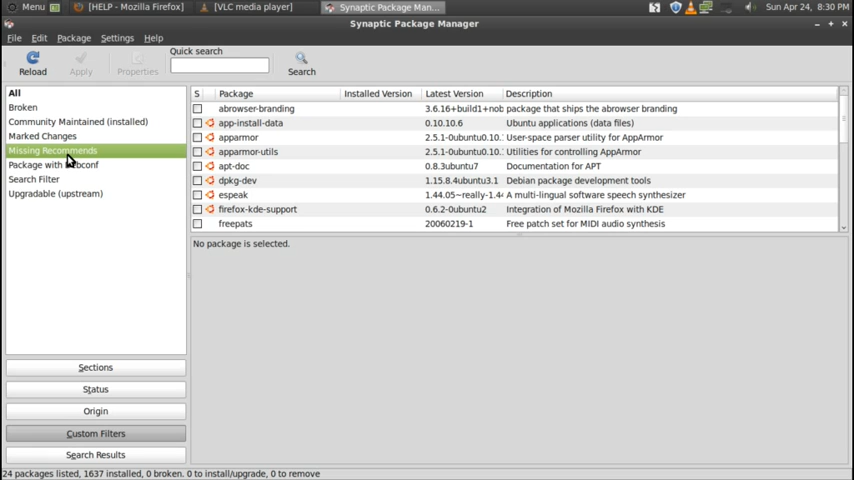 Menu [HELP - Mozilla Firefox] [VLC media player] Synaptic Package Man... Sun Apr 24, 8:30 PM
Synaptic Package Manager
File Edit Package Settings Help
Reload Apply Properties Quick search Search
All
Broken
Community Maintained (installed)
Marked Changes
Missing Recommends
Package with conf
Search Filter
Upgradable (upstream)
Sections
Status
Origin
Custom Filters
Search Results
S Package Installed Version Latest Version Description
abrowser-branding 3.6.16+build1+nob package that ships the abrowser branding
app-install-data 0.10.10.6 Ubuntu applications (data files)
apparmor 2.5.1-0ubuntu0.10. User-space parser utility for AppArmor
apparmor-utils 2.5.1-0ubuntu0.10. Utilities for controlling AppArmor
apt-doc 0.8.3ubuntu7 Documentation for APT
dpkg-dev 1.15.8.4ubuntu3.1 Debian package development tools
espeak 1.44.05~really-1.44 A multi-lingual software speech synthesizer
firefox-kde-support 0.6.2-0ubuntu2 Integration of Mozilla Firefox with KDE
freepats 20060219-1 Free patch set for MIDI audio synthesis
No package is selected.
24 packages listed, 1637 installed, 0 broken. 0 to install/upgrade, 0 to remove